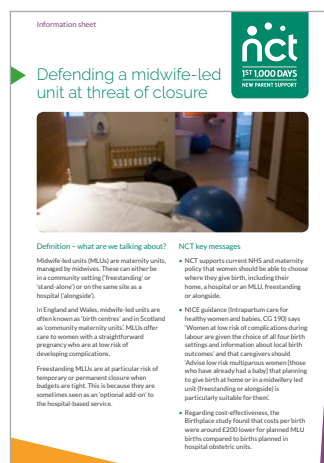 Information sheet
nct
1ST 1,000 DAYS
NEW PARENT SUPPORT
Defending a midwife-led
unit at threat of closure
Definition – what are we talking about?
Midwife-led units (MLUs) are maternity units,
managed by midwives. These can either be
in a community setting ('freestanding' or
'stand-alone') or on the same site as a
hospital ('alongside').
In England and Wales, midwife-led units are
often known as 'birth centres' and in Scotland
as 'community maternity units'. MLUs offer
care to women with a straightforward
pregnancy who are at low risk of
developing complications.
Freestanding MLUs are at particular risk of
temporary or permanent closure when
budgets are tight. This is because they are
sometimes seen as an 'optional add-on' to
the hospital-based service.
NCT key messages
• NCT supports current NHS and maternity
policy that women should be able to choose
where they give birth, including their
home, a hospital or an MLU, freestanding
or alongside.
• NICE guidance (Intrapartum care for
healthy women and babies, CG 190) says
'Women at low risk of complications during
labour are given the choice of all four birth
settings and information about local birth
outcomes' and that caregivers should
'Advise low risk multiparous women [those
who have already had a baby] that planning
to give birth at home or in a midwifery led
unit (freestanding or alongside) is
particularly suitable for them'.
• Regarding cost-effectiveness, the
Birthplace study found that costs per birth
were around £200 lower for planned MLU
births compared to births planned in
hospital obstetric units.